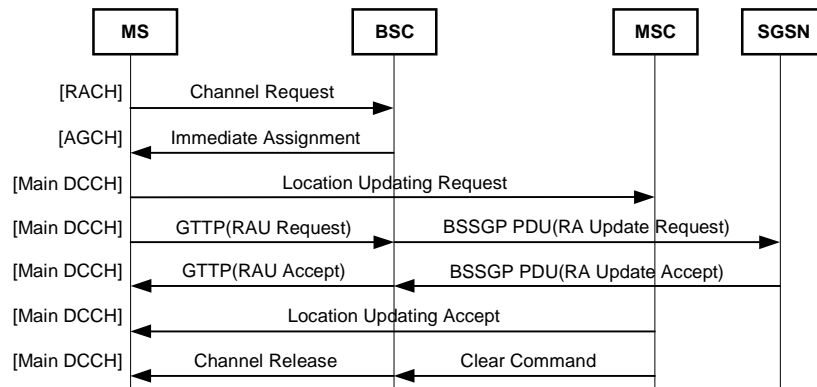 MS BSC MSC SGSN
[RACH] Channel Request
[AGCH] Immediate Assignment
[Main DCCH] Location Updating Request
[Main DCCH] GTTP(RAU Request) BSSGP PDU(RA Update Request)
[Main DCCH] GTTP(RAU Accept) BSSGP PDU(RA Update Accept)
[Main DCCH] Location Updating Accept
[Main DCCH] Channel Release Clear Command